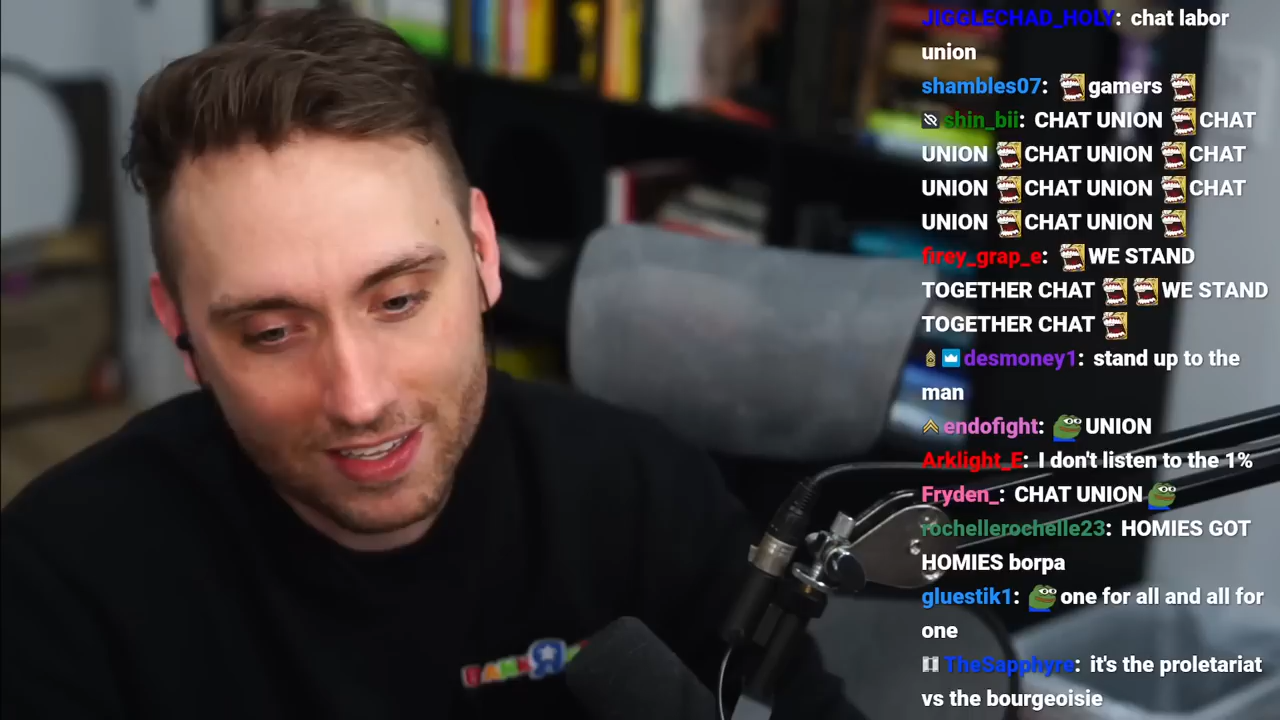 JIGGLECHAD_HOLY: chat labor
union
shambles07: gamers
shin_bii: CHAT UNION CHAT
UNION CHAT UNION CHAT
UNION CHAT UNION CHAT
UNION CHAT UNION
firey_grap_e: WE STAND
TOGETHER CHAT WE STAND
TOGETHER CHAT
desmoney1: stand up to the
man
endofight: UNION
Arklight_E: I don't listen to the 1%
Fryden_: CHAT UNION
rochellerochelle23: HOMIES GOT
HOMIES borpa
gluestik1: one for all and all for
one
TheSapphyre: it's the proletariat
vs the bourgeoisie